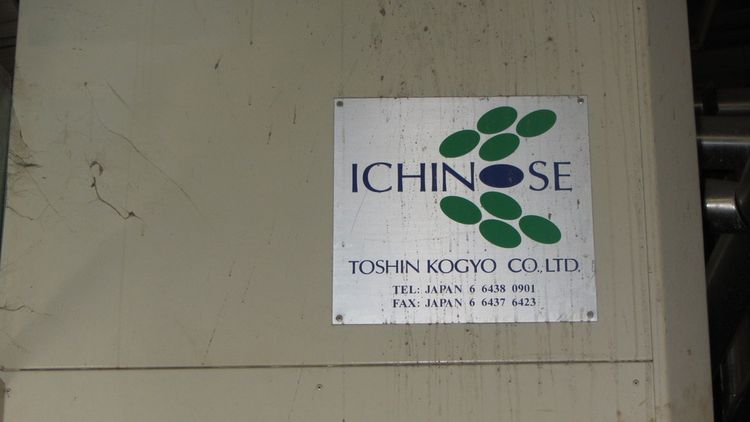 ICHINOSE
TOSHIN KOGYO CO., LTD.
TEL: JAPAN 6 6438 0901
FAX: JAPAN 6 6437 6423